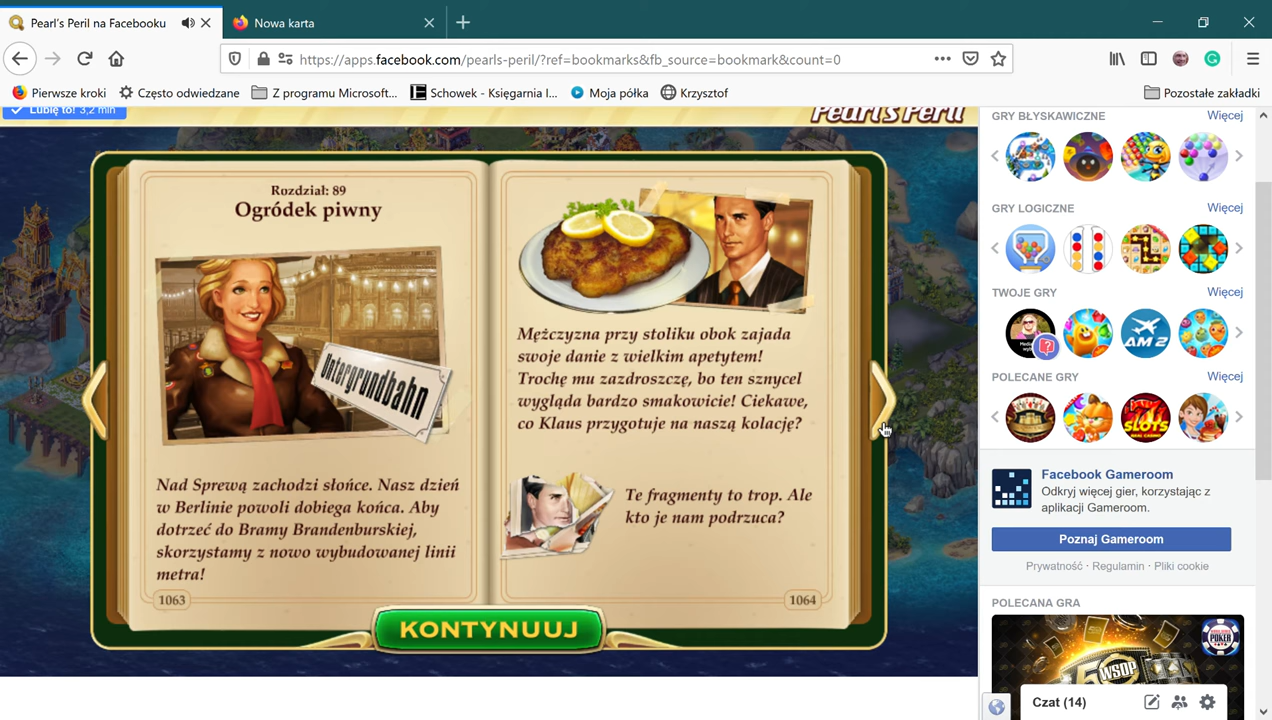 Pearl's Peril na Facebooku
Nowa karta
https://apps.facebook.com/pearls-peril/?ref=bookmarks&fb_source=bookmark&count=0
Pierwsze kroki
Często odwiedzane
Z programu Microsoft...
Schowek - Księgarnia I...
Moja półka
Krzysztof
Pozostałe zakładki
Lubię to! 3,2 mln
Pearl's Peril
Rozdział: 89
Ogródek piwny
Untergrundbahn
Nad Sprewą zachodzi słońce. Nasz dzień
w Berlinie powoli dobiega końca. Aby
dotrzeć do Bramy Brandenburskiej,
skorzystamy z nowo wybudowanej linii
metra!
1063
Mężczyzna przy stoliku obok zajada
swoje danie z wielkim apetytem!
Trochę mu zazdroszczę, bo ten sznycel
wygląda bardzo smakowicie! Ciekawe,
co Klaus przygotuje na naszą kolację?
Te fragmenty to trop. Ale
kto je nam podrzuca?
1064
KONTYNUUJ
GRY BŁYSKAWICZNE
Więcej
GRY LOGICZNE
Więcej
TWOJE GRY
Więcej
AM 2
POLECANE GRY
Więcej
SLOTS
Facebook Gameroom
Odkryj więcej gier, korzystając z
aplikacji Gameroom.
Poznaj Gameroom
Prywatność · Regulamin · Pliki cookie
POLECANA GRA
WSOP
Czat (14)